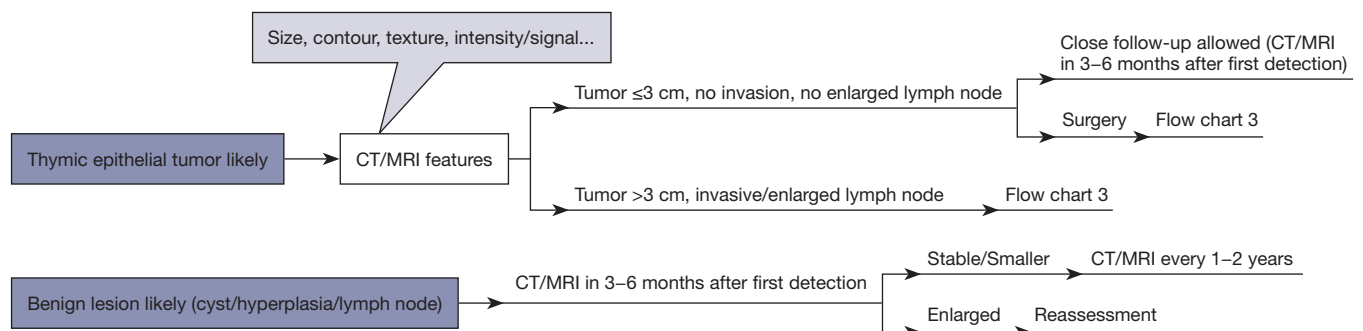 Size, contour, texture, intensity/signal...
Close follow-up allowed (CT/MRI
in 3–6 months after first detection)
Tumor ≤3 cm, no invasion, no enlarged lymph node
Surgery
Flow chart 3
Thymic epithelial tumor likely
CT/MRI features
Tumor >3 cm, invasive/enlarged lymph node
Flow chart 3
Stable/Smaller
CT/MRI every 1–2 years
CT/MRI in 3–6 months after first detection
Benign lesion likely (cyst/hyperplasia/lymph node)
Enlarged
Reassessment